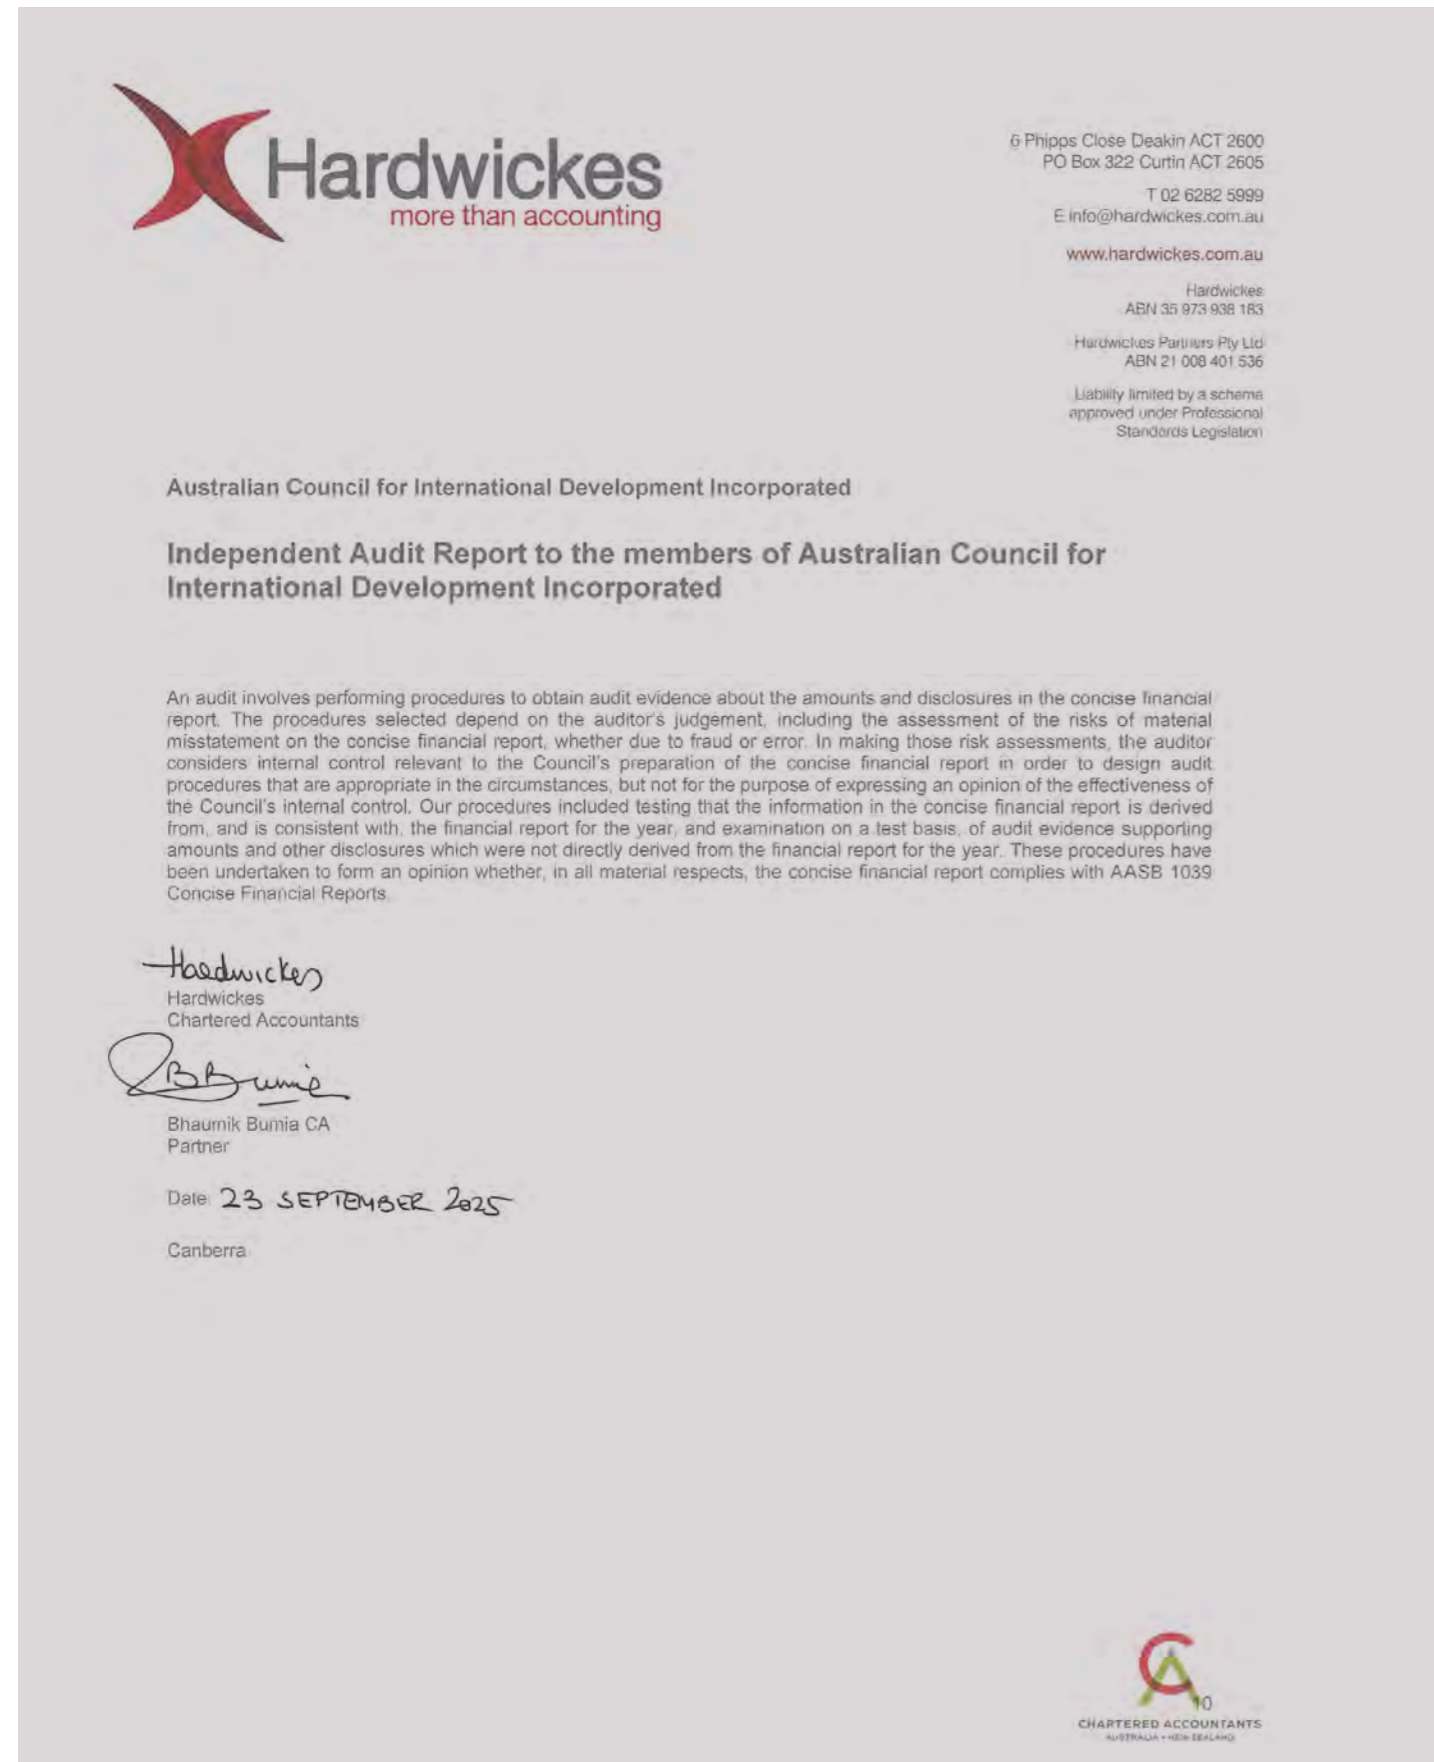 Hardwickes
more than accounting
6 Phipps Close Deakin ACT 2600
PO Box 322 Curtin ACT 2605
T 02 6282 5999
E info@hardwickes.com.au
www.hardwickes.com.au
Hardwickes
ABN 35 973 938 183
Hardwickes Partners Pty Ltd
ABN 21 008 401 536
Liability limited by a scheme
approved under Professional
Standards Legislation
Australian Council for International Development Incorporated
Independent Audit Report to the members of Australian Council for
International Development Incorporated
An audit involves performing procedures to obtain audit evidence about the amounts and disclosures in the concise financial
report. The procedures selected depend on the auditor's judgement, including the assessment of the risks of material
misstatement on the concise financial report, whether due to fraud or error. In making those risk assessments, the auditor
considers internal control relevant to the Council's preparation of the concise financial report in order to design audit
procedures that are appropriate in the circumstances, but not for the purpose of expressing an opinion of the effectiveness of
the Council's internal control. Our procedures included testing that the information in the concise financial report is derived
from, and is consistent with, the financial report for the year, and examination on a test basis, of audit evidence supporting
amounts and other disclosures which were not directly derived from the financial report for the year. These procedures have
been undertaken to form an opinion whether, in all material respects, the concise financial report complies with AASB 1039
Concise Financial Reports.
Hardwickes
Hardwickes
Chartered Accountants
BBumia
Bhaumik Bumia CA
Partner
Date: 23 SEPTEMBER 2025
Canberra
CA
10
CHARTERED ACCOUNTANTS
AUSTRALIA + NEW ZEALAND